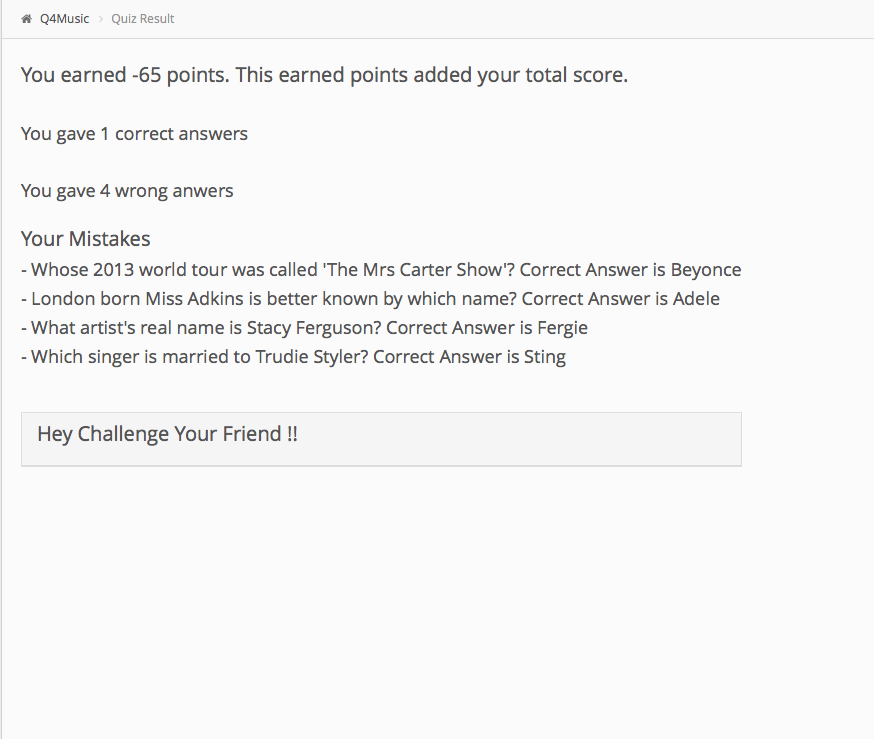 Q4Music > Quiz Result
You earned -65 points. This earned points added your total score.
You gave 1 correct answers
You gave 4 wrong anwers
Your Mistakes
- Whose 2013 world tour was called 'The Mrs Carter Show'? Correct Answer is Beyonce
- London born Miss Adkins is better known by which name? Correct Answer is Adele
- What artist's real name is Stacy Ferguson? Correct Answer is Fergie
- Which singer is married to Trudie Styler? Correct Answer is Sting
Hey Challenge Your Friend !!